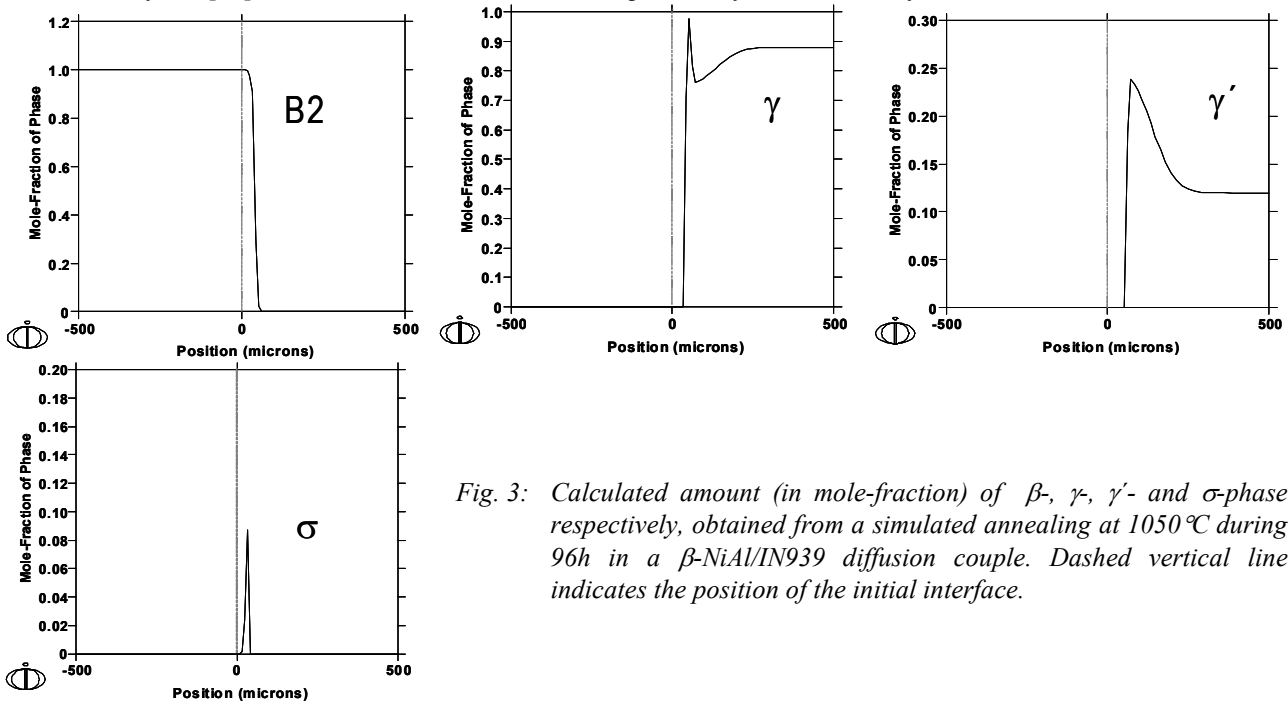 1.2
1.0
0.8
0.6
0.4
0.2
0
-500 0 500
Mole-Fraction of Phase
Position (microns)
B2
1.0
0.9
0.8
0.7
0.6
0.5
0.4
0.3
0.2
0.1
0
-500 0 500
Mole-Fraction of Phase
Position (microns)
γ
0.30
0.25
0.20
0.15
0.10
0.05
0
-500 0 500
Mole-Fraction of Phase
Position (microns)
γ´
0.20
0.18
0.16
0.14
0.12
0.10
0.08
0.06
0.04
0.02
0
-500 0 500
Mole-Fraction of Phase
Position (microns)
σ
Fig. 3: Calculated amount (in mole-fraction) of β-, γ-, γ´- and σ-phase
respectively, obtained from a simulated annealing at 1050°C during
96h in a β-NiAl/IN939 diffusion couple. Dashed vertical line
indicates the position of the initial interface.